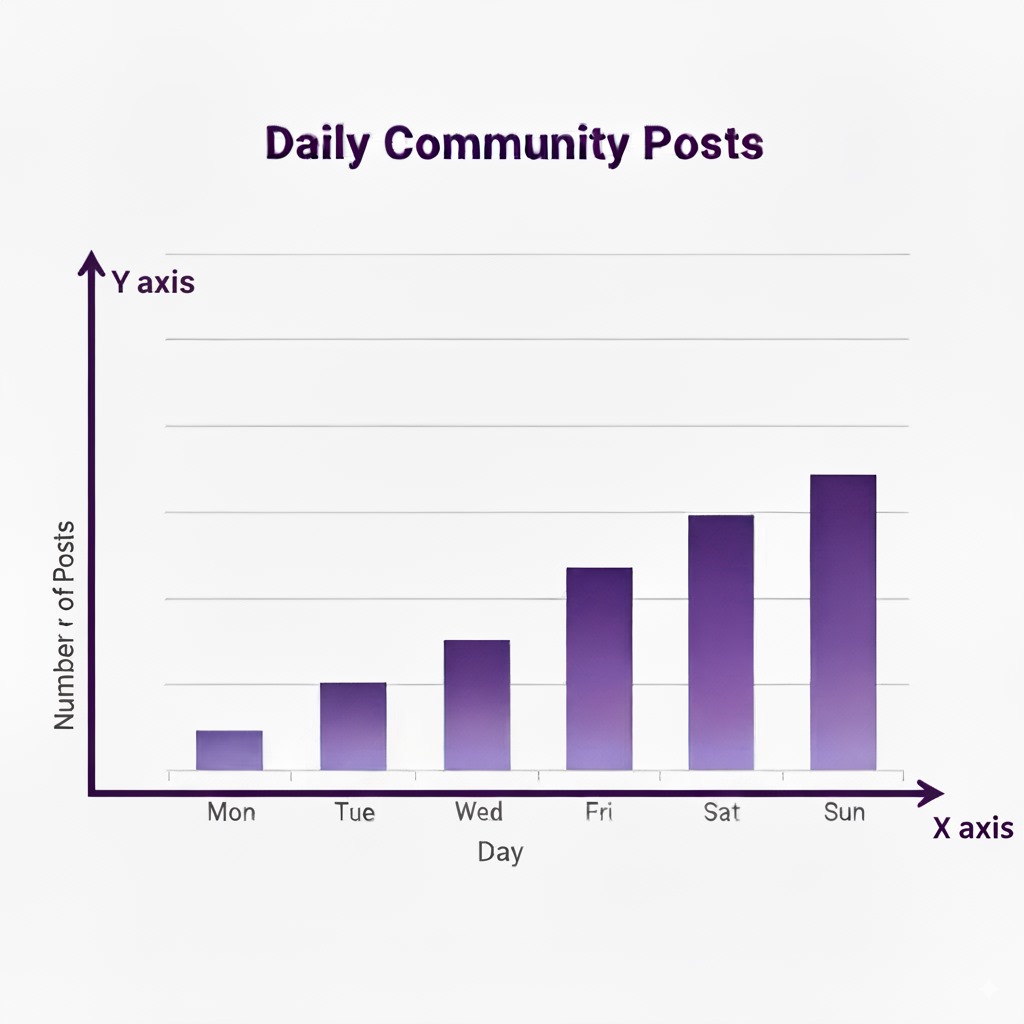 Daily Community Posts
Y axis
Number r of Posts
Mon Tue Wed Fri Sat Sun
X axis
Day